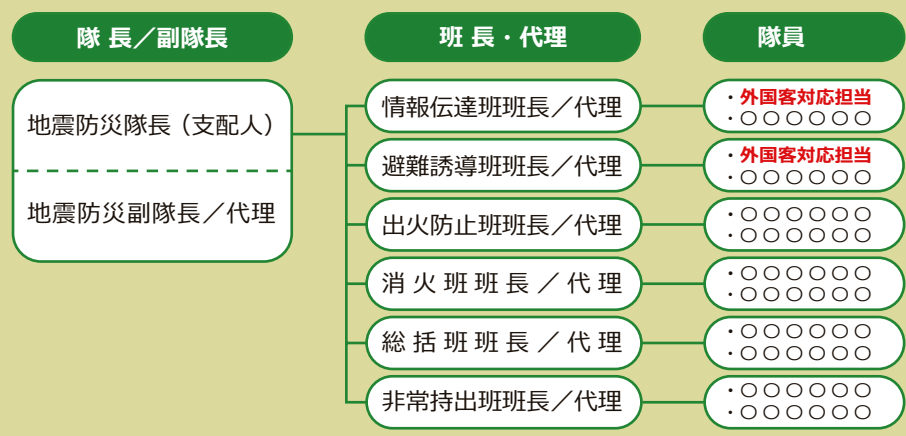 隊 長／副隊長
班 長・代理
隊員
地震防災隊長（支配人）
地震防災副隊長／代理
情報伝達班班長／代理
・外国客対応担当
・〇〇〇〇〇〇
避難誘導班班長／代理
・外国客対応担当
・〇〇〇〇〇〇
出火防止班班長／代理
・〇〇〇〇〇〇
・〇〇〇〇〇〇
消 火 班 班 長 ／ 代 理
・〇〇〇〇〇〇
・〇〇〇〇〇〇
総 括 班 班 長 ／ 代 理
・〇〇〇〇〇〇
・〇〇〇〇〇〇
非常持出班班長／代理
・〇〇〇〇〇〇
・〇〇〇〇〇〇